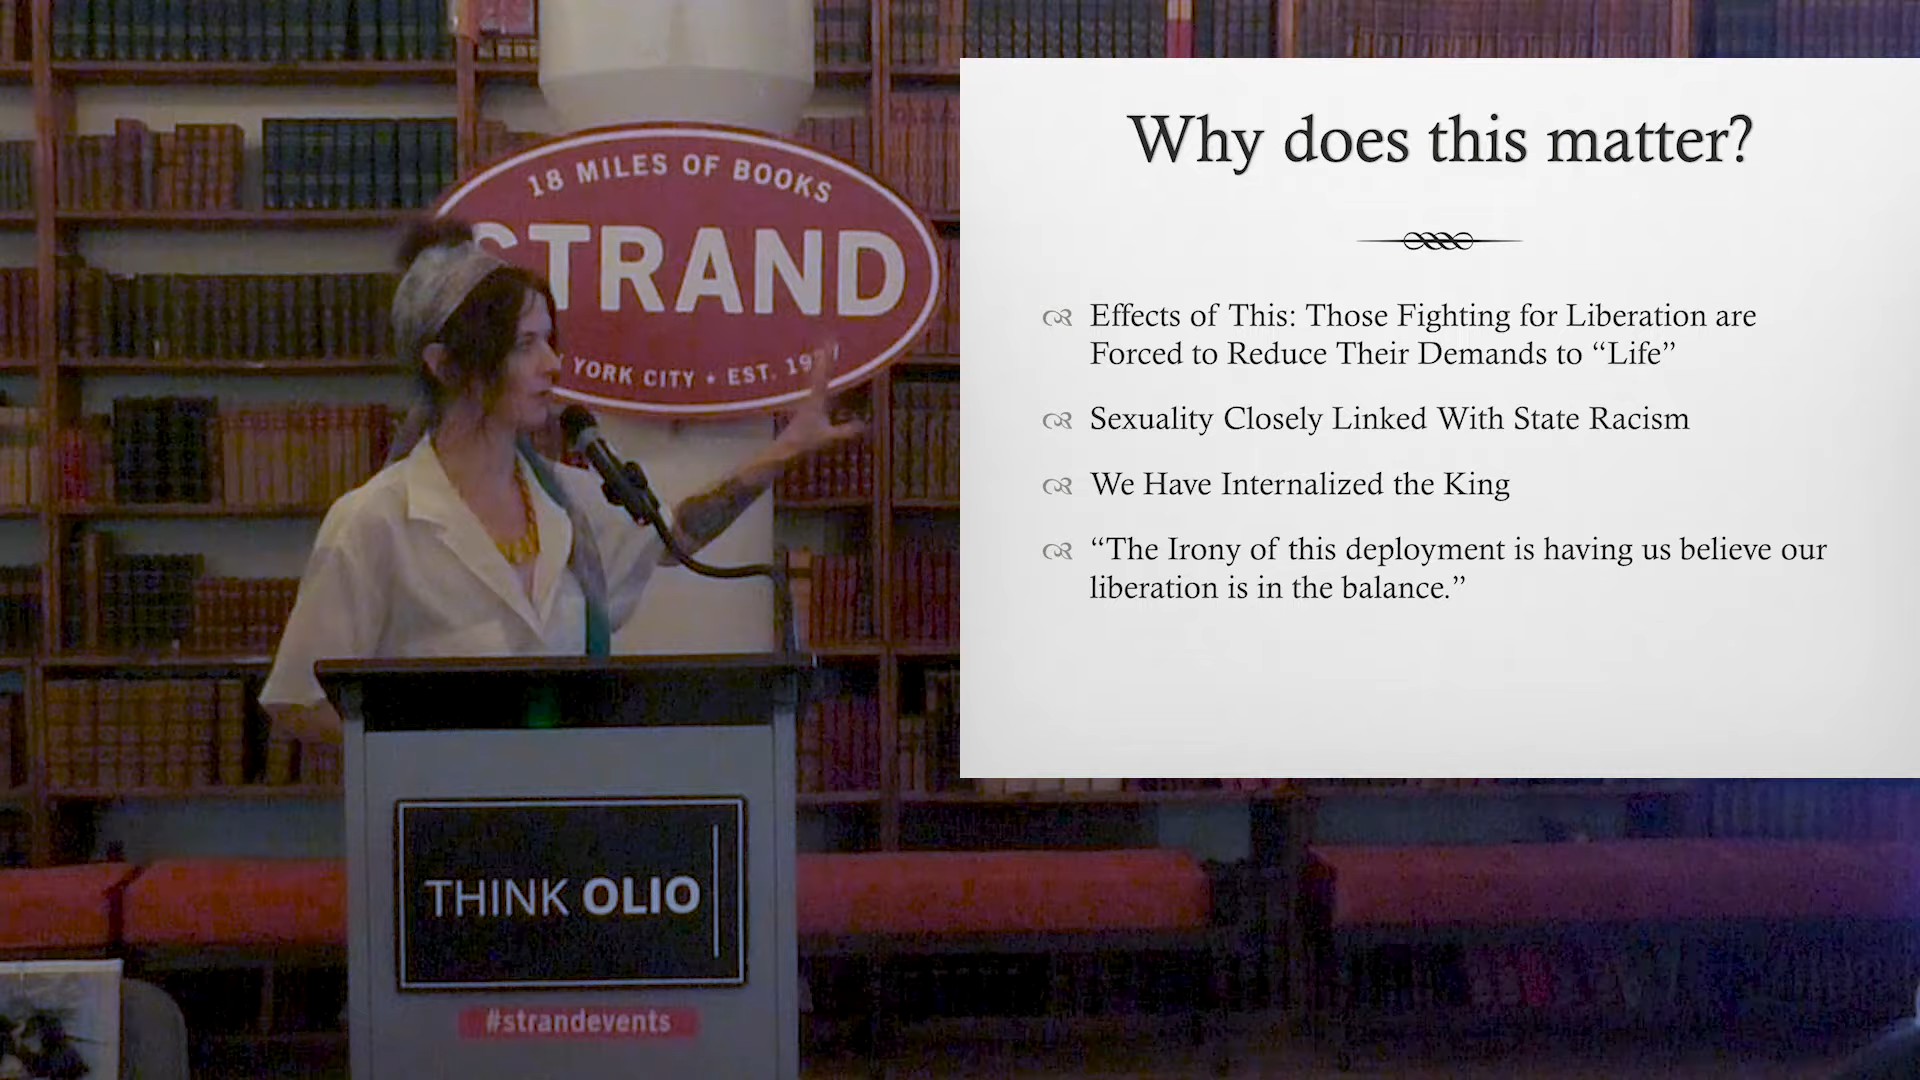 18 MILES OF BOOKS
STRAND
YORK CITY • EST. 19
THINK OLIO
#strandevents
Why does this matter?
Effects of This: Those Fighting for Liberation are
Forced to Reduce Their Demands to “Life”
Sexuality Closely Linked With State Racism
We Have Internalized the King
“The Irony of this deployment is having us believe our
liberation is in the balance.”